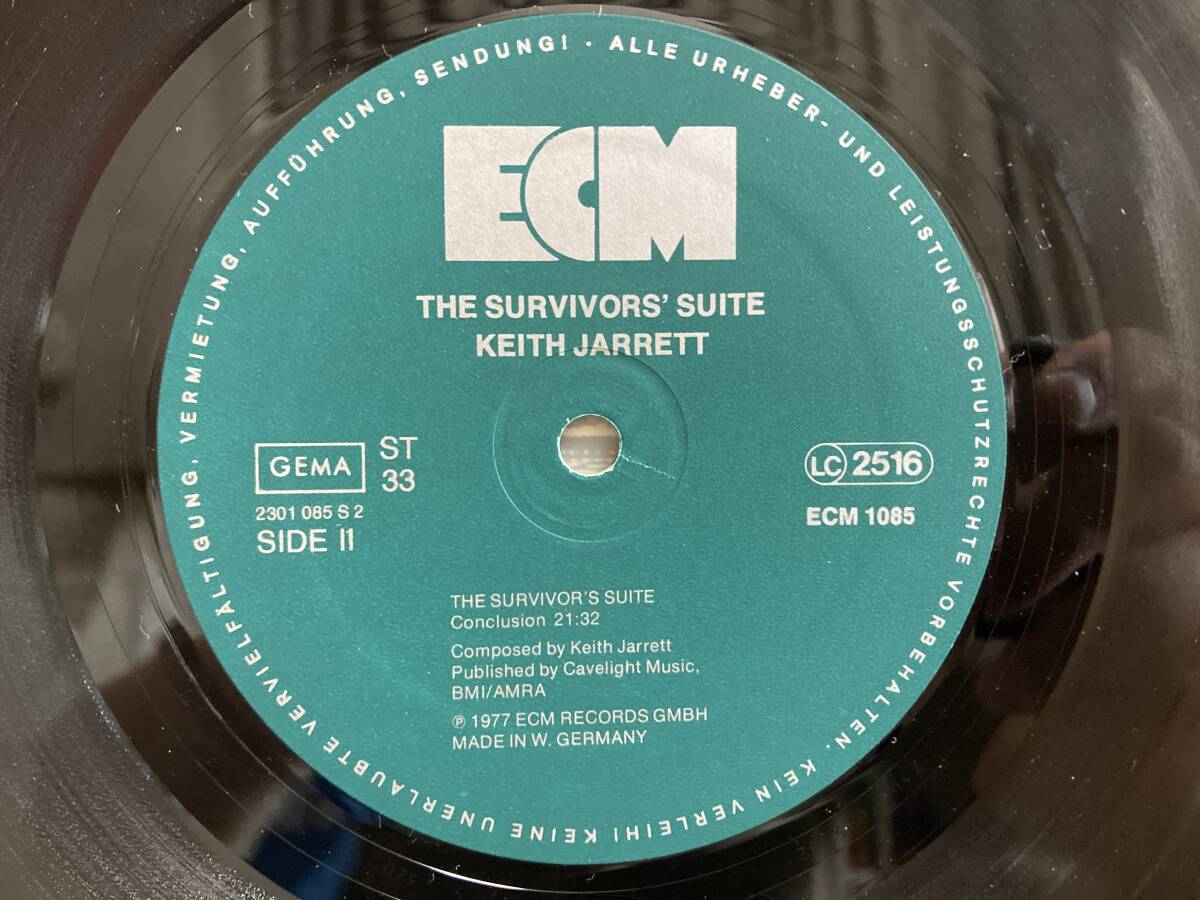 ALLE URHEBER- UND LEISTUNGSSCHUTZRECHTE VORBEHALTEN. KEIN VERLEIH! KEINE UNERLAUBTE VERVIELFÄLTIGUNG, VERMIETUNG, AUFFÜHRUNG, SENDUNG! ·
ECM
THE SURVIVORS' SUITE
KEITH JARRETT
GEMA
ST
33
2301 085 S 2
SIDE II
LC 2516
ECM 1085
THE SURVIVOR'S SUITE
Conclusion 21:32
Composed by Keith Jarrett
Published by Cavelight Music,
BMI/AMRA
℗ 1977 ECM RECORDS GMBH
MADE IN W. GERMANY